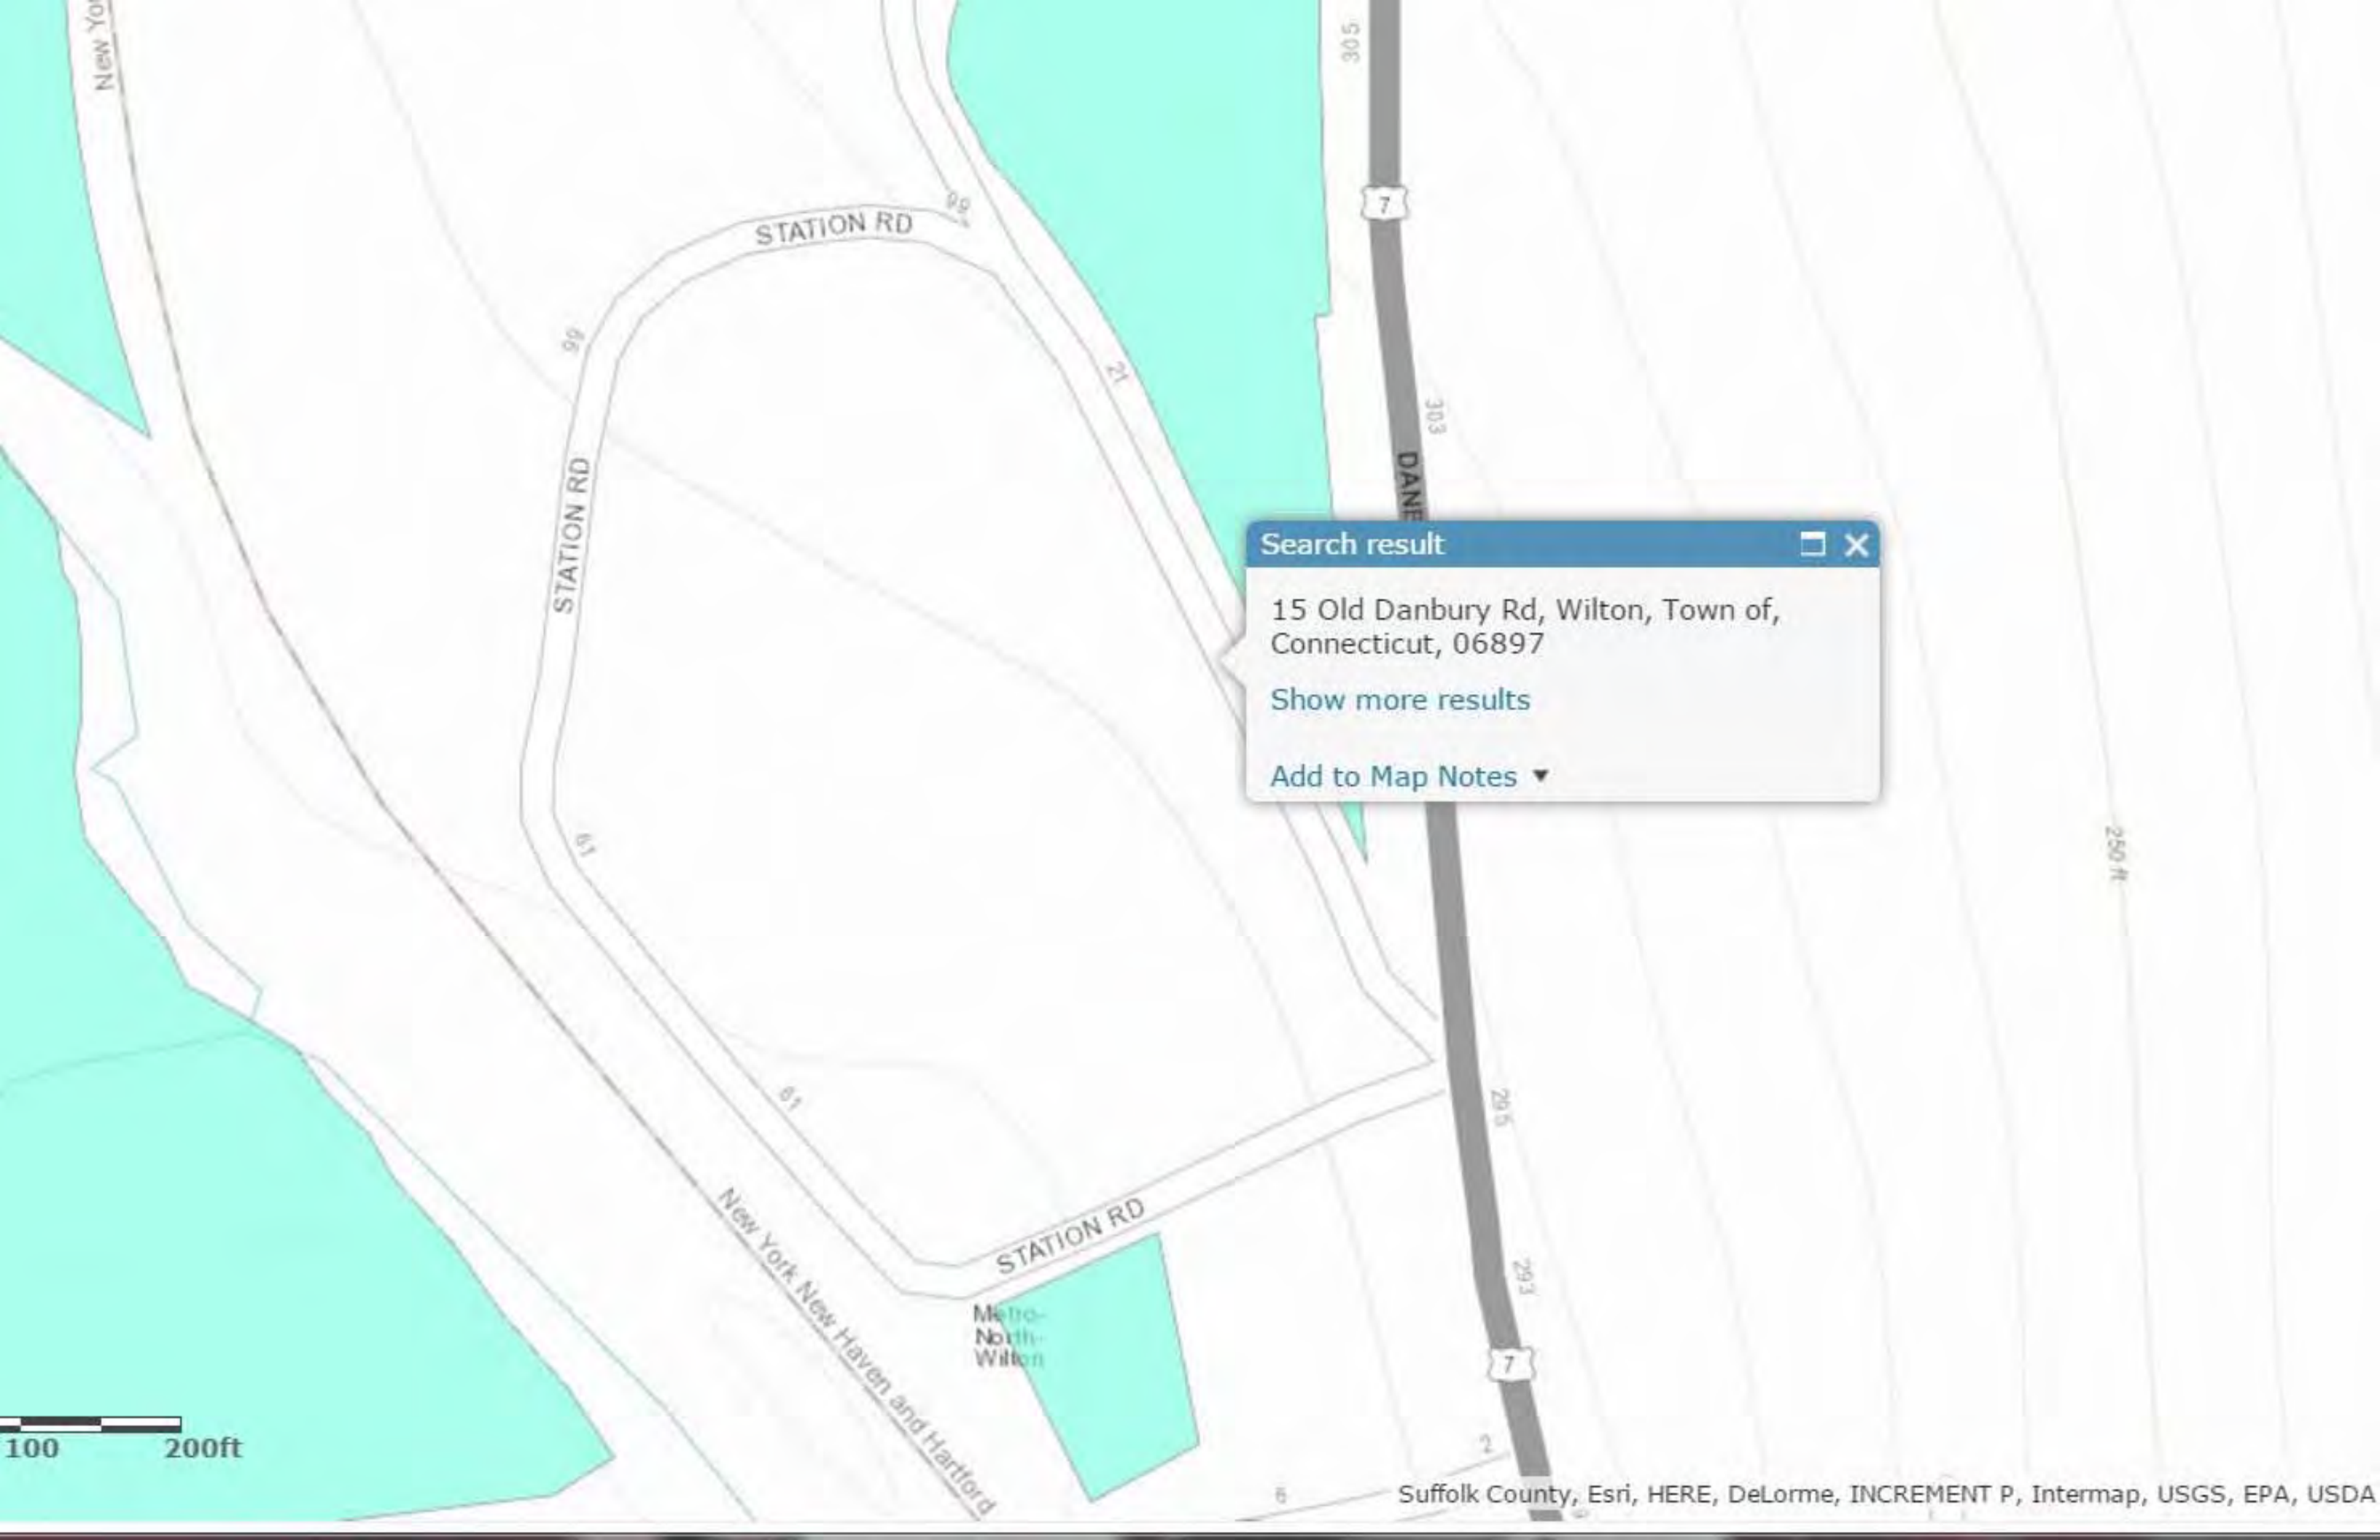 New Yo
305
7
99
STATION RD
99
21
303
DANB
STATION RD
Search result
15 Old Danbury Rd, Wilton, Town of,
Connecticut, 06897
Show more results
Add to Map Notes
61
250 ft
61
295
STATION RD
New York New Haven and Hartford
293
Metro-
North-
Wilton
7
2
6
100 200ft
Suffolk County, Esri, HERE, DeLorme, INCREMENT P, Intermap, USGS, EPA, USDA